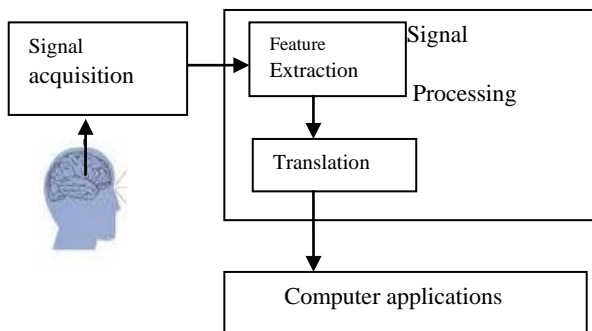 Signal
acquisition
Feature
Extraction
Signal
Processing
Translation
Computer applications